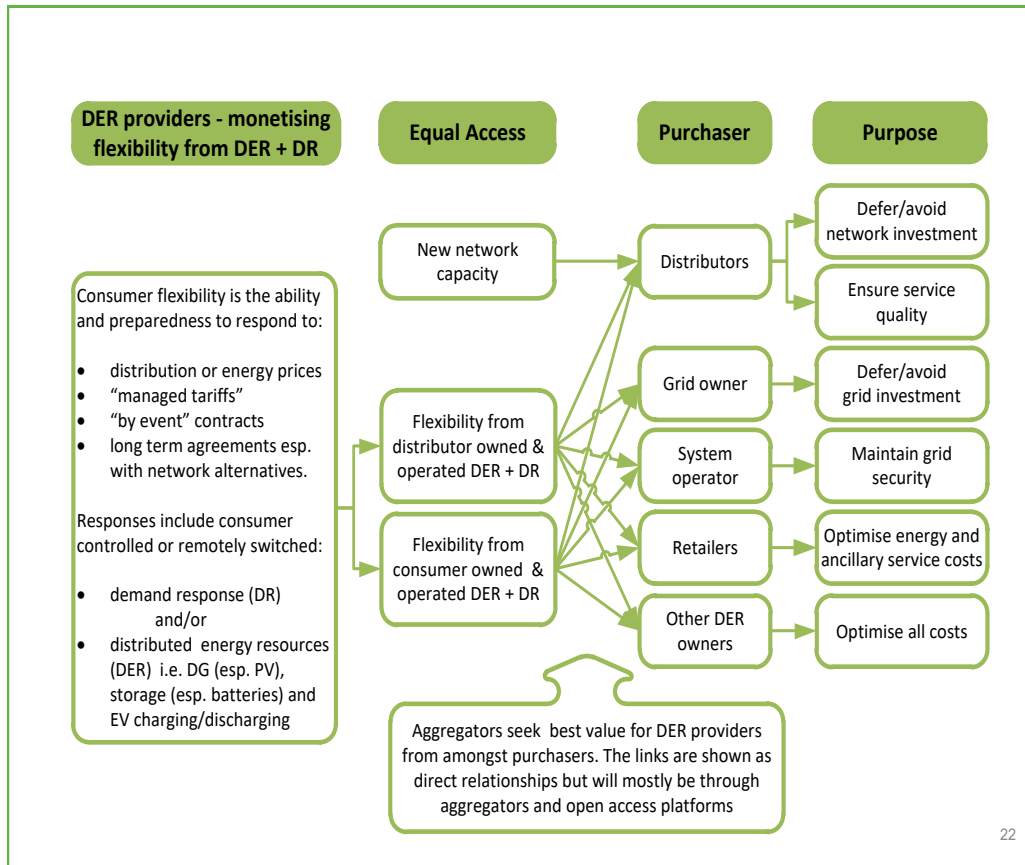 DER providers - monetising
flexibility from DER + DR
Equal Access
Purchaser
Purpose
Consumer flexibility is the ability
and preparedness to respond to:
• distribution or energy prices
• “managed tariffs”
• “by event” contracts
• long term agreements esp.
with network alternatives.
Responses include consumer
controlled or remotely switched:
• demand response (DR)
and/or
• distributed energy resources
(DER) i.e. DG (esp. PV),
storage (esp. batteries) and
EV charging/discharging
New network
capacity
Flexibility from
distributor owned &
operated DER + DR
Flexibility from
consumer owned &
operated DER + DR
Distributors
Grid owner
System
operator
Retailers
Other DER
owners
Defer/avoid
network investment
Ensure service
quality
Defer/avoid
grid investment
Maintain grid
security
Optimise energy and
ancillary service costs
Optimise all costs
Aggregators seek best value for DER providers
from amongst purchasers. The links are shown as
direct relationships but will mostly be through
aggregators and open access platforms
22